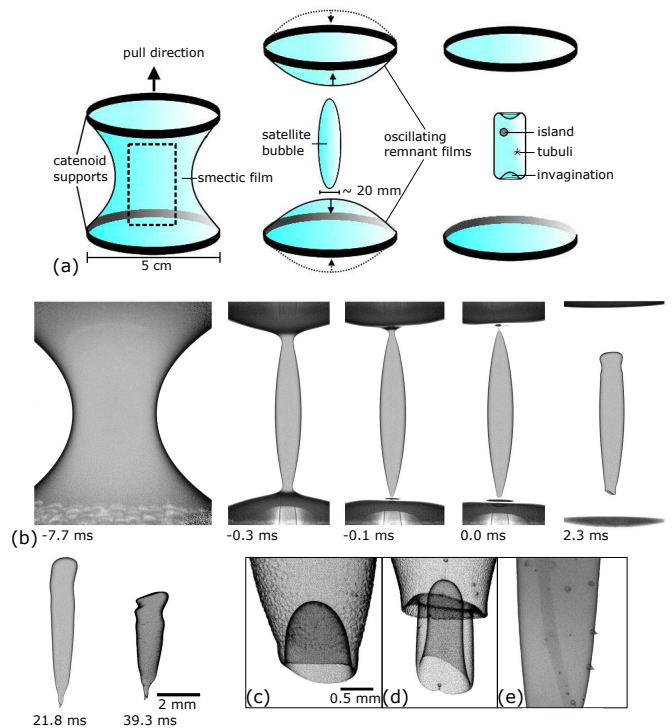 pull direction
catenoid
supports
smectic film
(a)
5 cm
satellite
bubble
oscillating
remnant films
~ 20 mm
island
tubuli
invagination
(b)
-7.7 ms
-0.3 ms
-0.1 ms
0.0 ms
2.3 ms
21.8 ms
39.3 ms
2 mm
(c)
0.5 mm
(d)
(e)